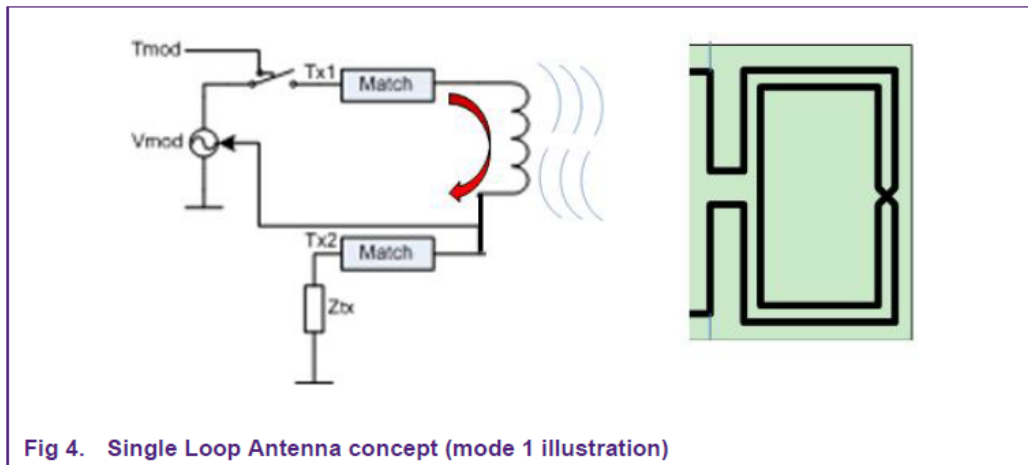 Tmod
Tx1
Match
Vmod
Tx2
Match
Ztx
Fig 4. Single Loop Antenna concept (mode 1 illustration)